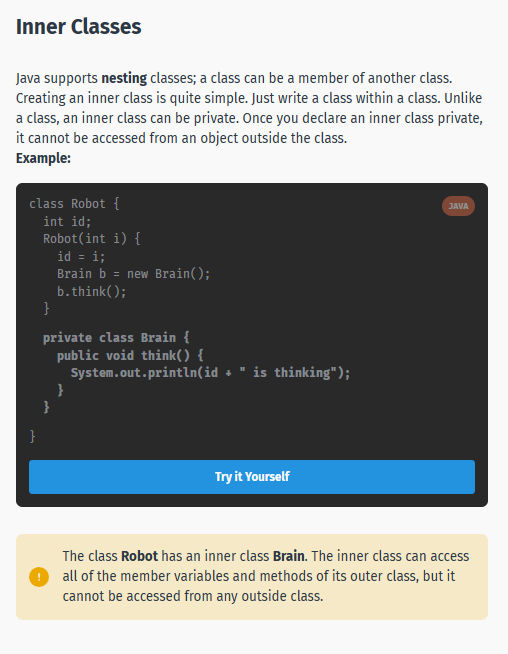 Inner Classes
Java supports nesting classes; a class can be a member of another class.
Creating an inner class is quite simple. Just write a class within a class. Unlike
a class, an inner class can be private. Once you declare an inner class private,
it cannot be accessed from an object outside the class.
Example:
JAVA
class Robot {
  int id;
  Robot(int i) {
    id = i;
    Brain b = new Brain();
    b.think();
  }
  private class Brain {
    public void think() {
      System.out.println(id + " is thinking");
    }
  }
}
Try it Yourself
The class Robot has an inner class Brain. The inner class can access
all of the member variables and methods of its outer class, but it
cannot be accessed from any outside class.